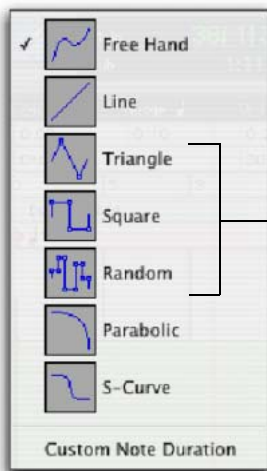 Free Hand
Line
Triangle
Square
Random
Parabolic
S-Curve
Custom Note Duration